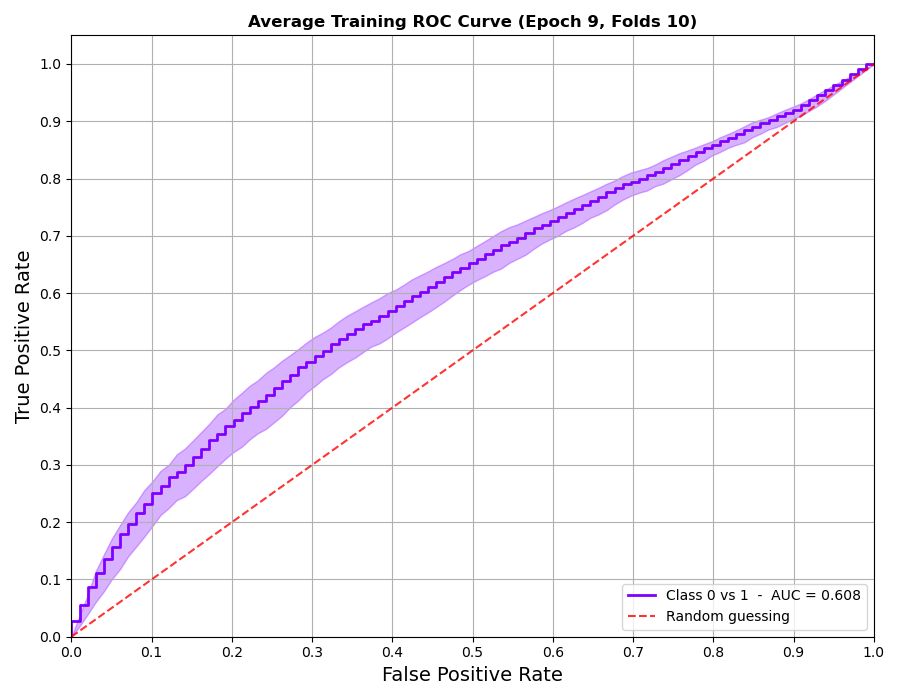 Average Training ROC Curve (Epoch 9, Folds 10)
True Positive Rate
1.0
0.9
0.8
0.7
0.6
0.5
0.4
0.3
0.2
0.1
0.0
Class 0 vs 1 - AUC = 0.608
Random guessing
0.0 0.1 0.2 0.3 0.4 0.5 0.6 0.7 0.8 0.9 1.0
False Positive Rate